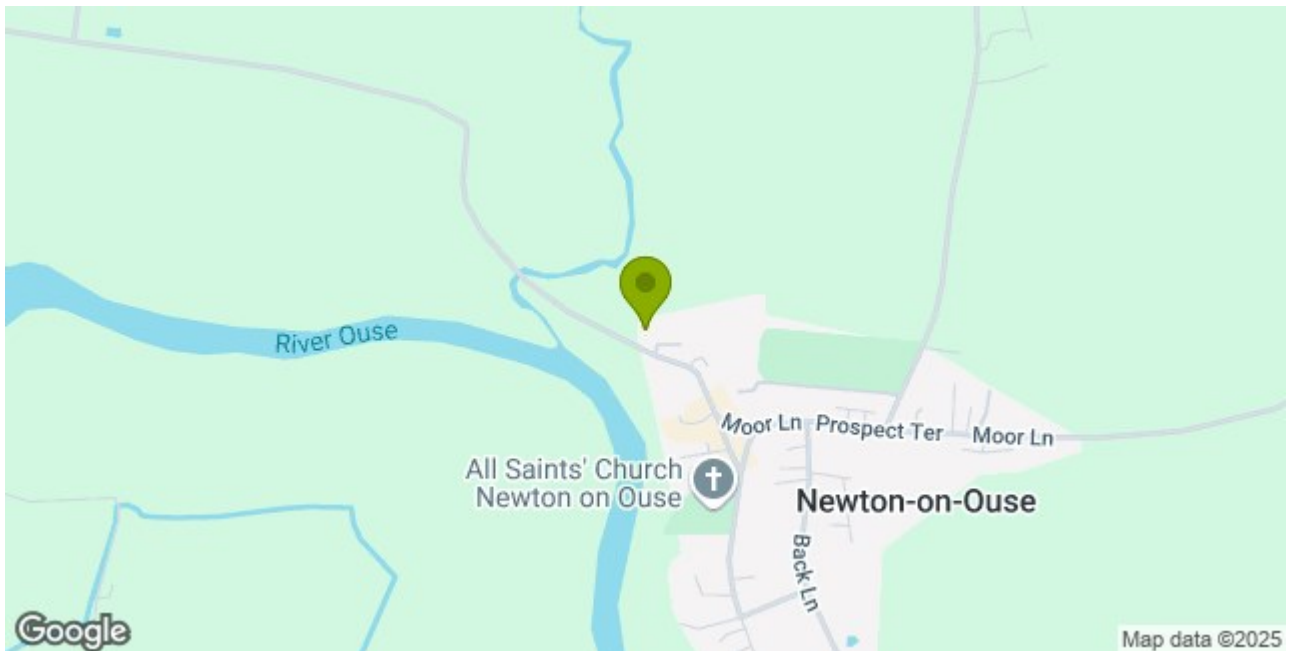 River Ouse
Moor Ln
Prospect Ter
Moor Ln
All Saints' Church
Newton on Ouse
Newton-on-Ouse
Back Ln
Google
Map data ©2025